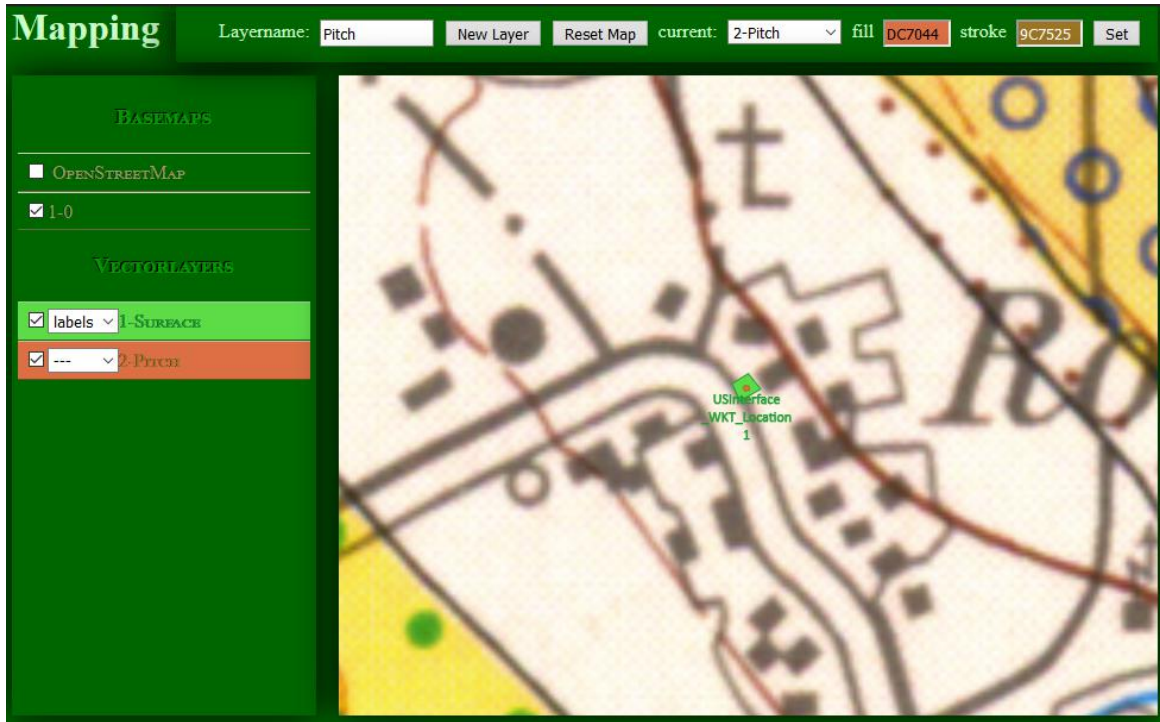 Mapping
Layername: Pitch New Layer Reset Map current: 2-Pitch fill DC7044 stroke 9C7525 Set
Basemaps
OpenStreetMap
1-0
Vectorlayers
labels 1-Surface
--- 2-Pitch
USInterface
_WKT_Location
1
Ro